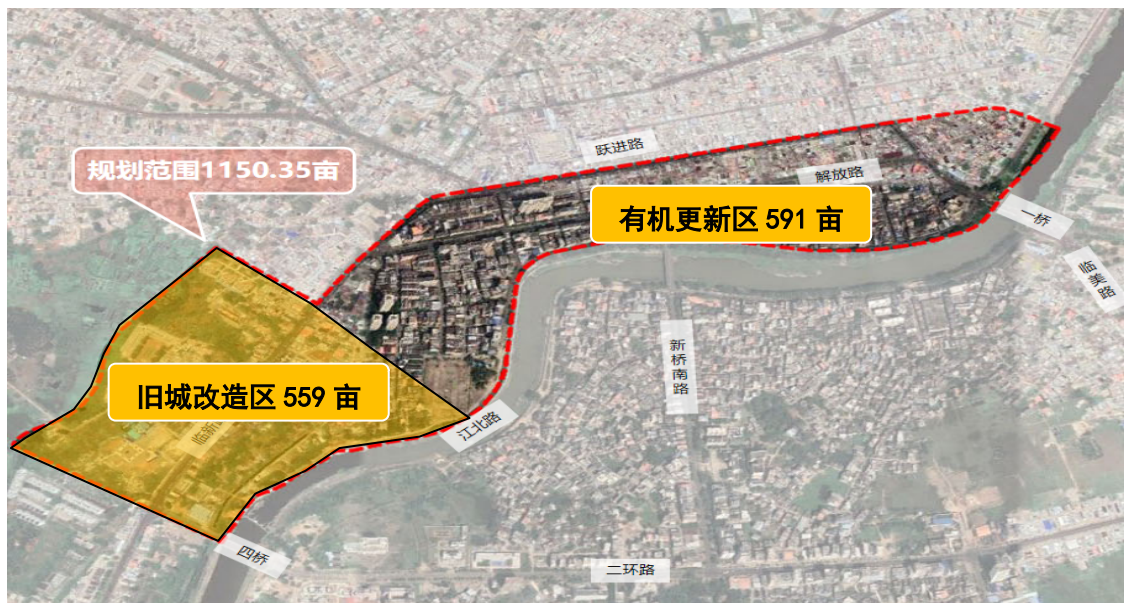 跃进路
规划范围1150.35亩
解放路
有机更新区 591 亩
一桥
临美路
新桥南路
旧城改造区 559 亩
江北路
四桥
二环路